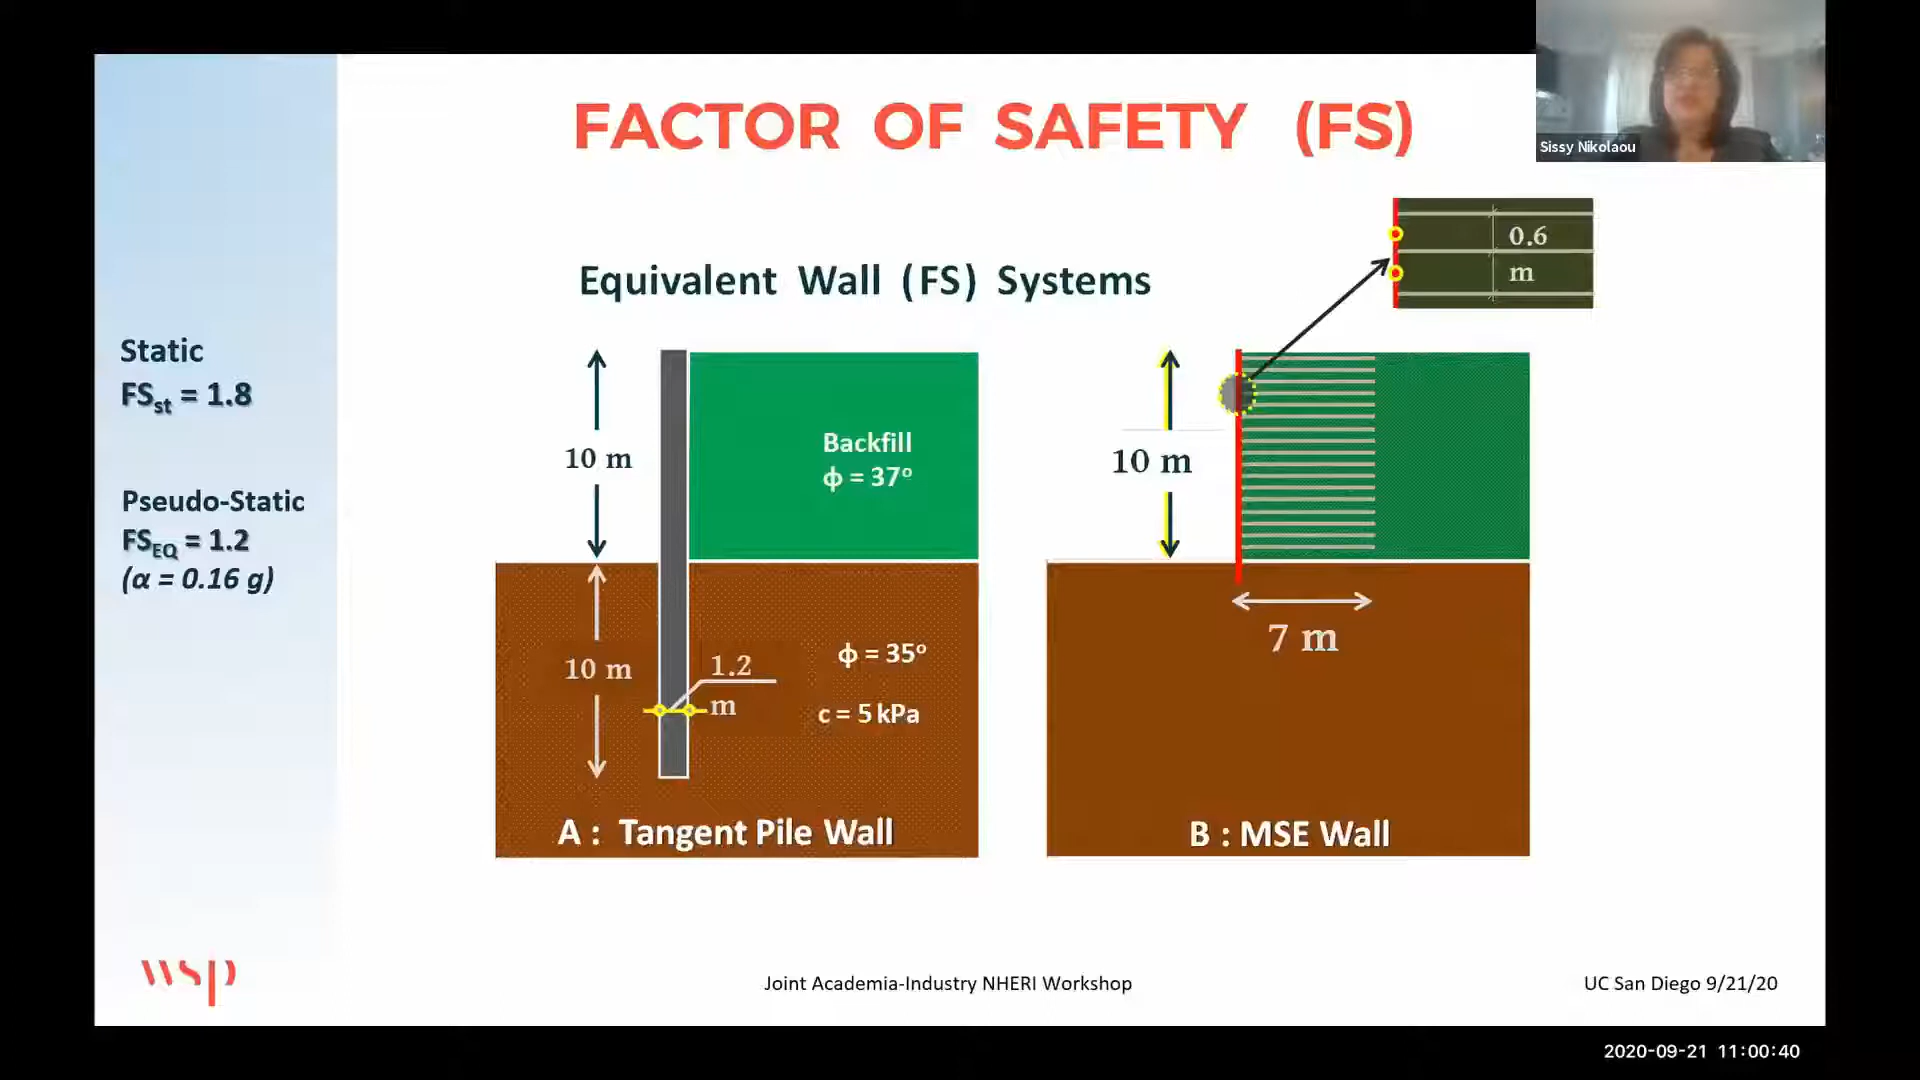 FACTOR OF SAFETY (FS)
Sissy Nikolaou
0.6
m
Equivalent Wall (FS) Systems
Static
FSst = 1.8
Pseudo-Static
FSEQ = 1.2
(α = 0.16 g)
10 m
Backfill
ϕ = 37°
10 m
1.2
m
ϕ = 35°
c = 5 kPa
A : Tangent Pile Wall
10 m
7 m
B : MSE Wall
wsp
Joint Academia-Industry NHERI Workshop
UC San Diego 9/21/20
2020-09-21 11:00:40